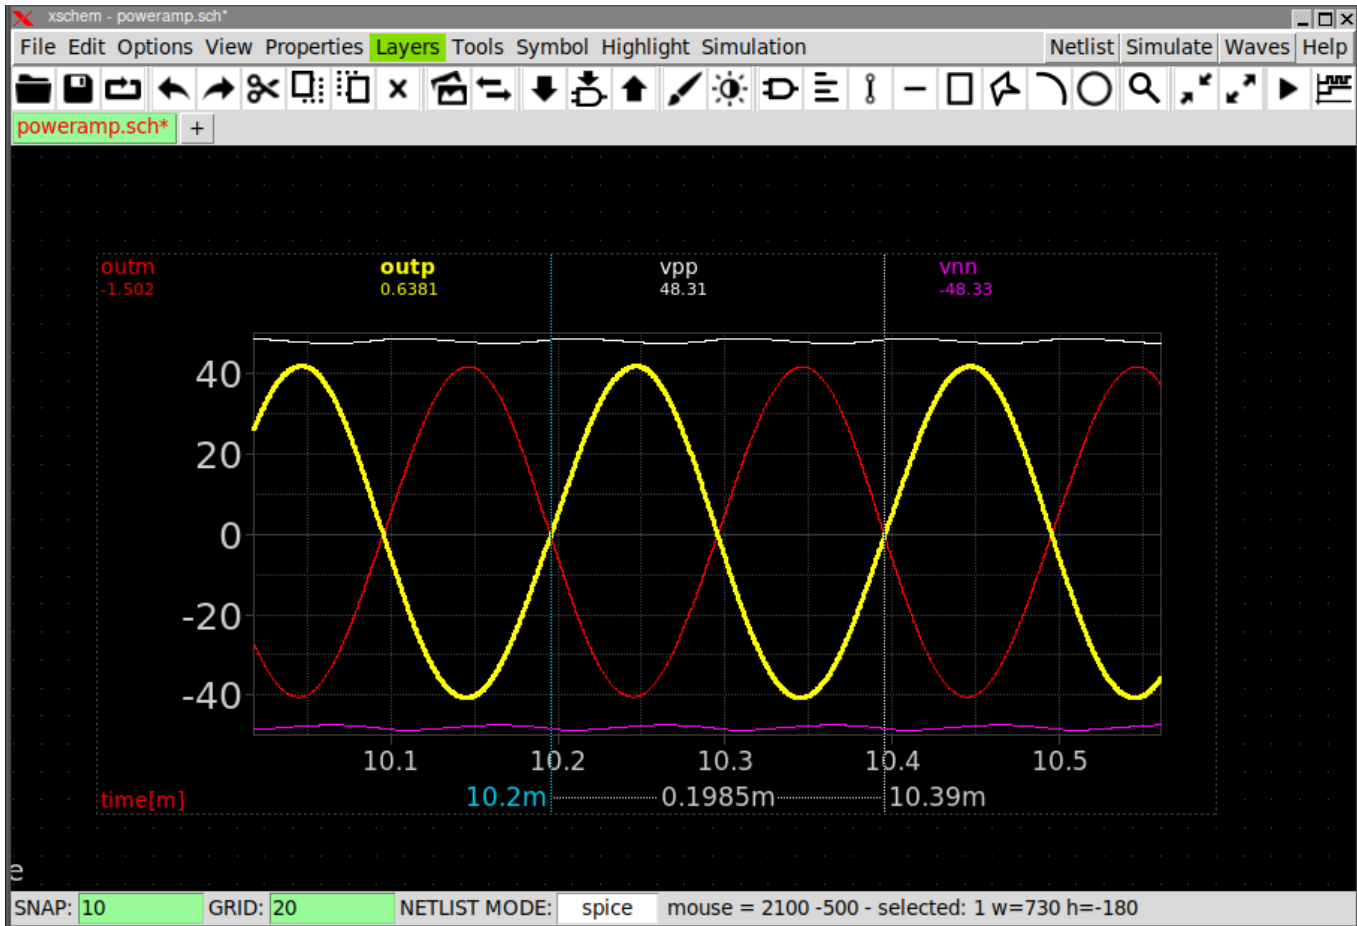 xschem - poweramp.sch*
File Edit Options View Properties Layers Tools Symbol Highlight Simulation Netlist Simulate Waves Help
poweramp.sch* +
outm outp vpp vnn
-1.502 0.6381 48.31 -48.33
40
20
0
-20
-40
10.1 10.2 10.3 10.4 10.5
time[m] 10.2m 0.1985m 10.39m
e
SNAP: 10 GRID: 20 NETLIST MODE: spice mouse = 2100 -500 - selected: 1 w=730 h=-180